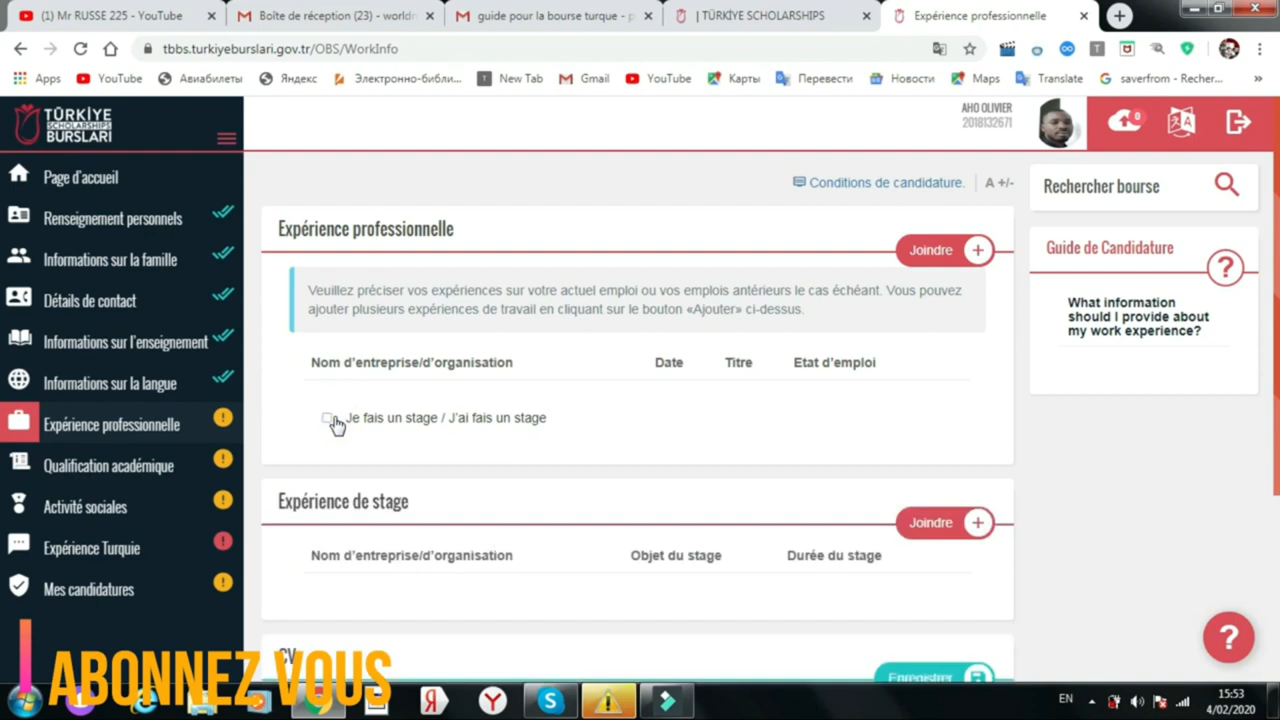 (1) Mr RUSSE 225 - YouTube
Boîte de réception (23) - worldr
guide pour la bourse turque - p
| TÜRKİYE SCHOLARSHIPS
Expérience professionnelle
tbbs.turkiyeburslari.gov.tr/OBS/WorkInfo
Apps
YouTube
Авиабилеты
Яндекс
Электронно-библи...
New Tab
Gmail
YouTube
Карты
Перевести
Новости
Maps
Translate
saverfrom - Recher...
TÜRKİYE
SCHOLARSHIPS
BURSLARI
AHO OLIVIER
2018132671
0
Page d'accueil
Renseignement personnels
Informations sur la famille
Détails de contact
Informations sur l'enseignement
Informations sur la langue
Expérience professionnelle
Qualification académique
Activité sociales
Expérience Turquie
Mes candidatures
Conditions de candidature.
A +/-
Expérience professionnelle
Joindre +
Veuillez préciser vos expériences sur votre actuel emploi ou vos emplois antérieurs le cas échéant. Vous pouvez
ajouter plusieurs expériences de travail en cliquant sur le bouton «Ajouter» ci-dessus.
Nom d'entreprise/d'organisation Date Titre Etat d'emploi
Je fais un stage / J'ai fais un stage
Expérience de stage
Joindre +
Nom d'entreprise/d'organisation Objet du stage Durée du stage
CV
Enregistrer
Rechercher bourse
Guide de Candidature
?
What information
should I provide about
my work experience?
?
ABONNEZ VOUS
EN
15:53
4/02/2020